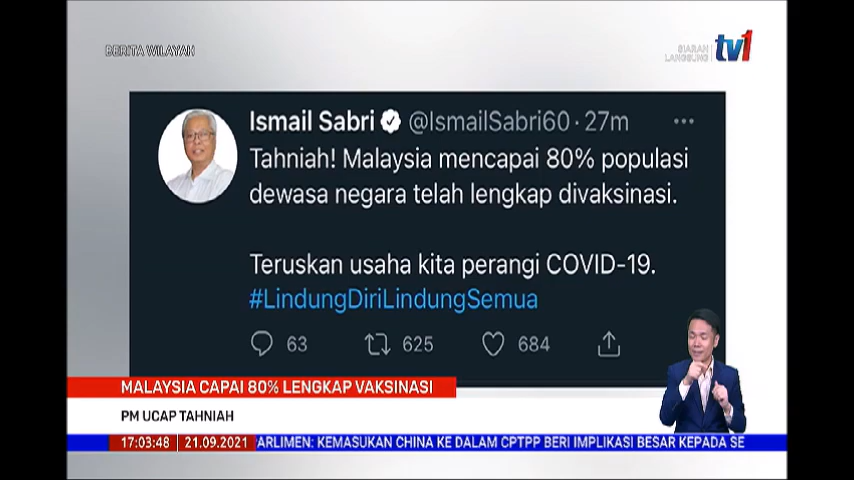 BERITA WILAYAH
SIARAN
LANGSUNG
tv1
Ismail Sabri @IsmailSabri60 · 27m
Tahniah! Malaysia mencapai 80% populasi
dewasa negara telah lengkap divaksinasi.
Teruskan usaha kita perangi COVID-19.
#LindungDiriLindungSemua
63 625 684
MALAYSIA CAPAI 80% LENGKAP VAKSINASI
PM UCAP TAHNIAH
17:03:48 21.09.2021 ARLIMEN: KEMASUKAN CHINA KE DALAM CPTPP BERI IMPLIKASI BESAR KEPADA SE